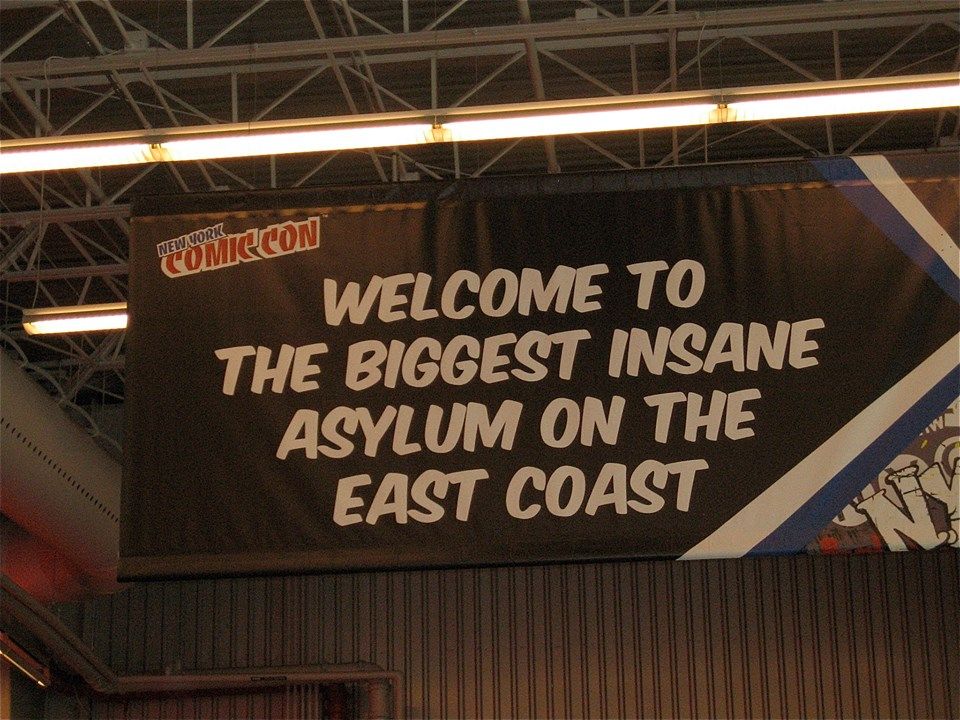 NEW YORK
COMIC CON
WELCOME TO
THE BIGGEST INSANE
ASYLUM ON THE
EAST COAST